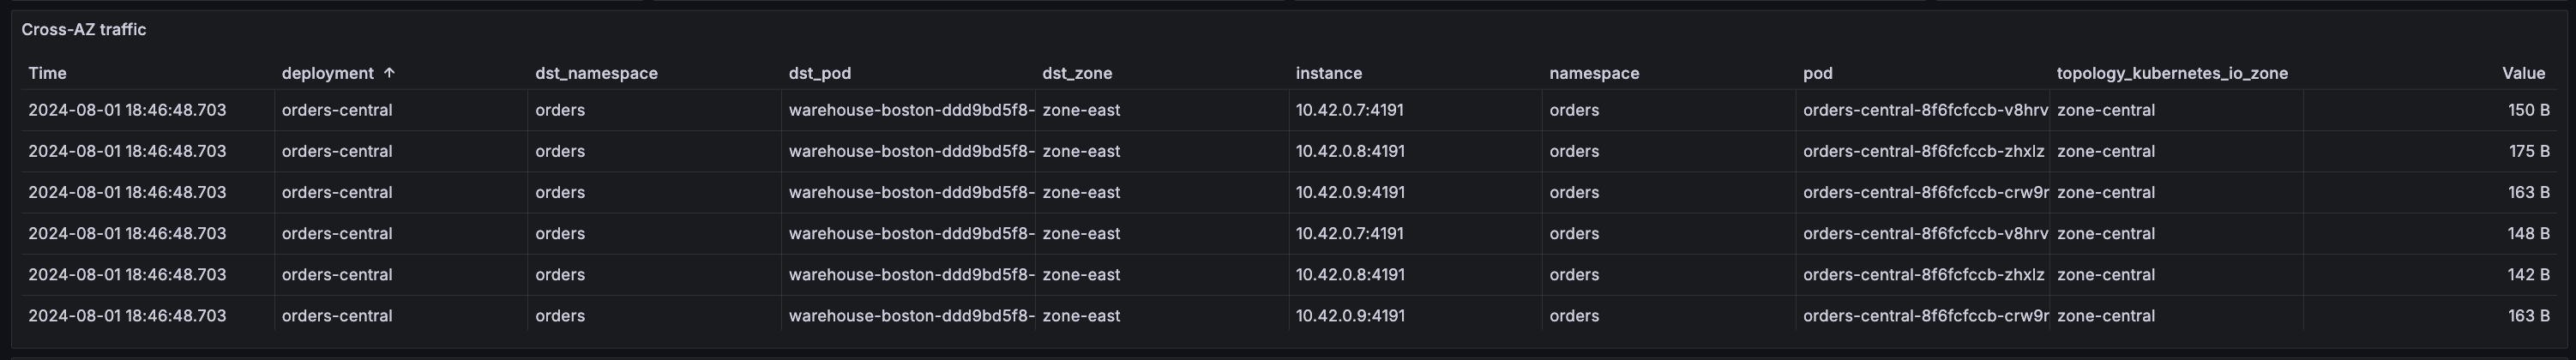 Cross-AZ traffic
Time deployment ↑ dst_namespace dst_pod dst_zone instance namespace pod topology_kubernetes_io_zone Value
2024-08-01 18:46:48.703 orders-central orders warehouse-boston-ddd9bd5f8- zone-east 10.42.0.7:4191 orders orders-central-8f6fcfccb-v8hrv zone-central 150 B
2024-08-01 18:46:48.703 orders-central orders warehouse-boston-ddd9bd5f8- zone-east 10.42.0.8:4191 orders orders-central-8f6fcfccb-zhxlz zone-central 175 B
2024-08-01 18:46:48.703 orders-central orders warehouse-boston-ddd9bd5f8- zone-east 10.42.0.9:4191 orders orders-central-8f6fcfccb-crw9r zone-central 163 B
2024-08-01 18:46:48.703 orders-central orders warehouse-boston-ddd9bd5f8- zone-east 10.42.0.7:4191 orders orders-central-8f6fcfccb-v8hrv zone-central 148 B
2024-08-01 18:46:48.703 orders-central orders warehouse-boston-ddd9bd5f8- zone-east 10.42.0.8:4191 orders orders-central-8f6fcfccb-zhxlz zone-central 142 B
2024-08-01 18:46:48.703 orders-central orders warehouse-boston-ddd9bd5f8- zone-east 10.42.0.9:4191 orders orders-central-8f6fcfccb-crw9r zone-central 163 B